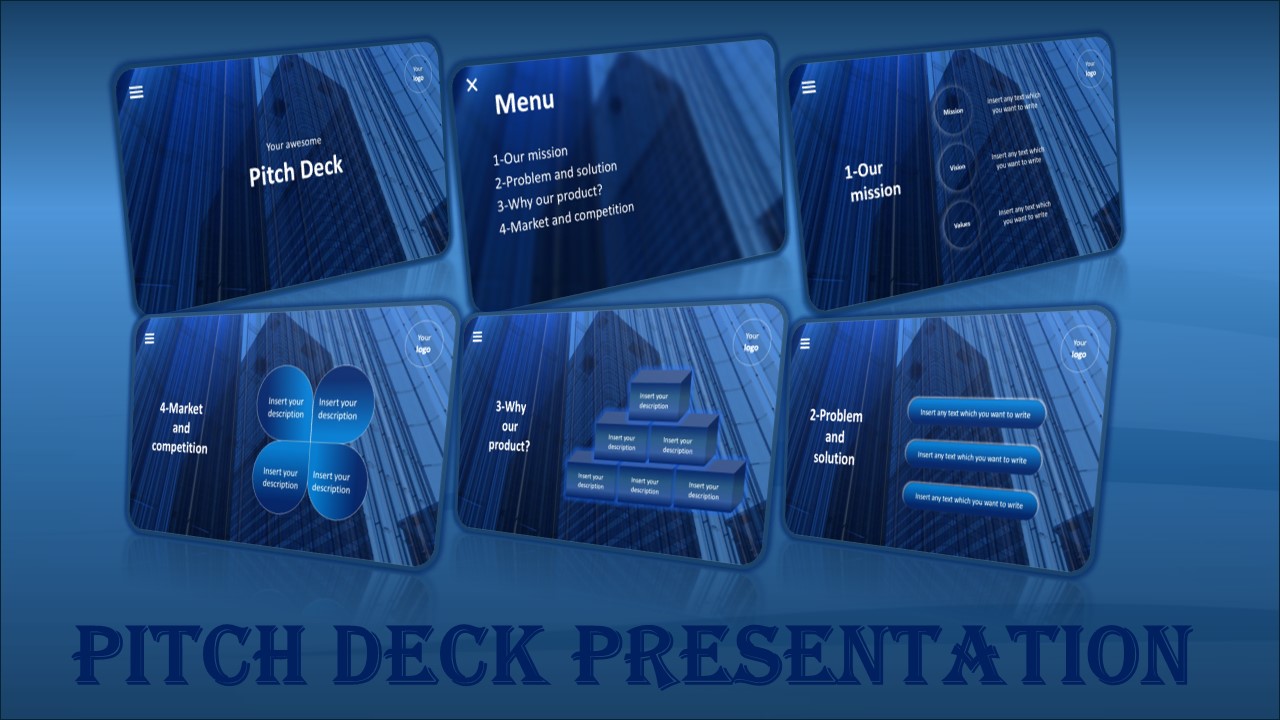 Your
logo
Your awesome
Pitch Deck
Menu
1-Our mission
2-Problem and solution
3-Why our product?
4-Market and competition
Your
logo
1-Our
mission
Mission
Insert any text which
you want to write
Vision
Insert any text which
you want to write
Values
Insert any text which
you want to write
Your
logo
4-Market
and
competition
Insert your
description
Insert your
description
Insert your
description
Insert your
description
Your
logo
3-Why
our
product?
Insert your
description
Insert your
description
Insert your
description
Insert your
description
Insert your
description
Insert your
description
Your
logo
2-Problem
and
solution
Insert any text which you want to write
Insert any text which you want to write
Insert any text which you want to write
PITCH DECK PRESENTATION